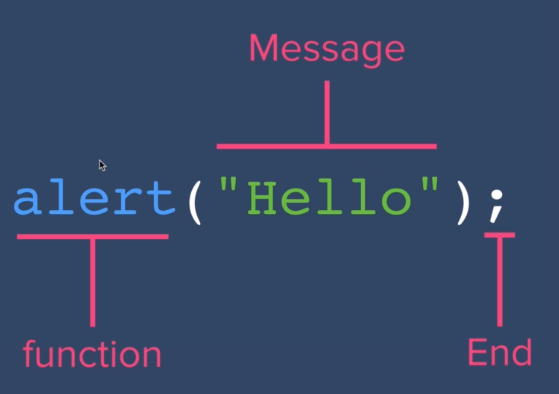 Message
alert("Hello");
function
End